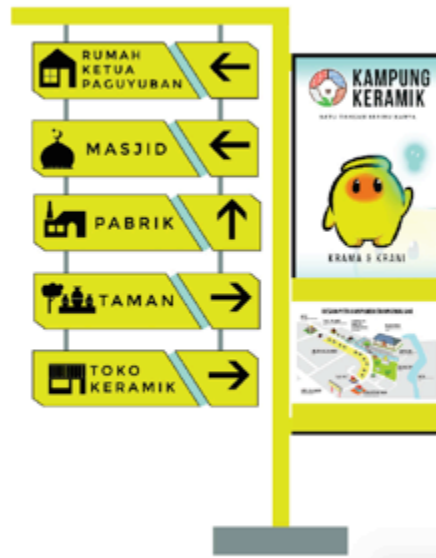 RUMAH
KETUA
PAGUYUBAN
MASJID
PABRIK
TAMAN
TOKO
KERAMIK
KAMPUNG
KERAMIK
KRAMA & KRANI